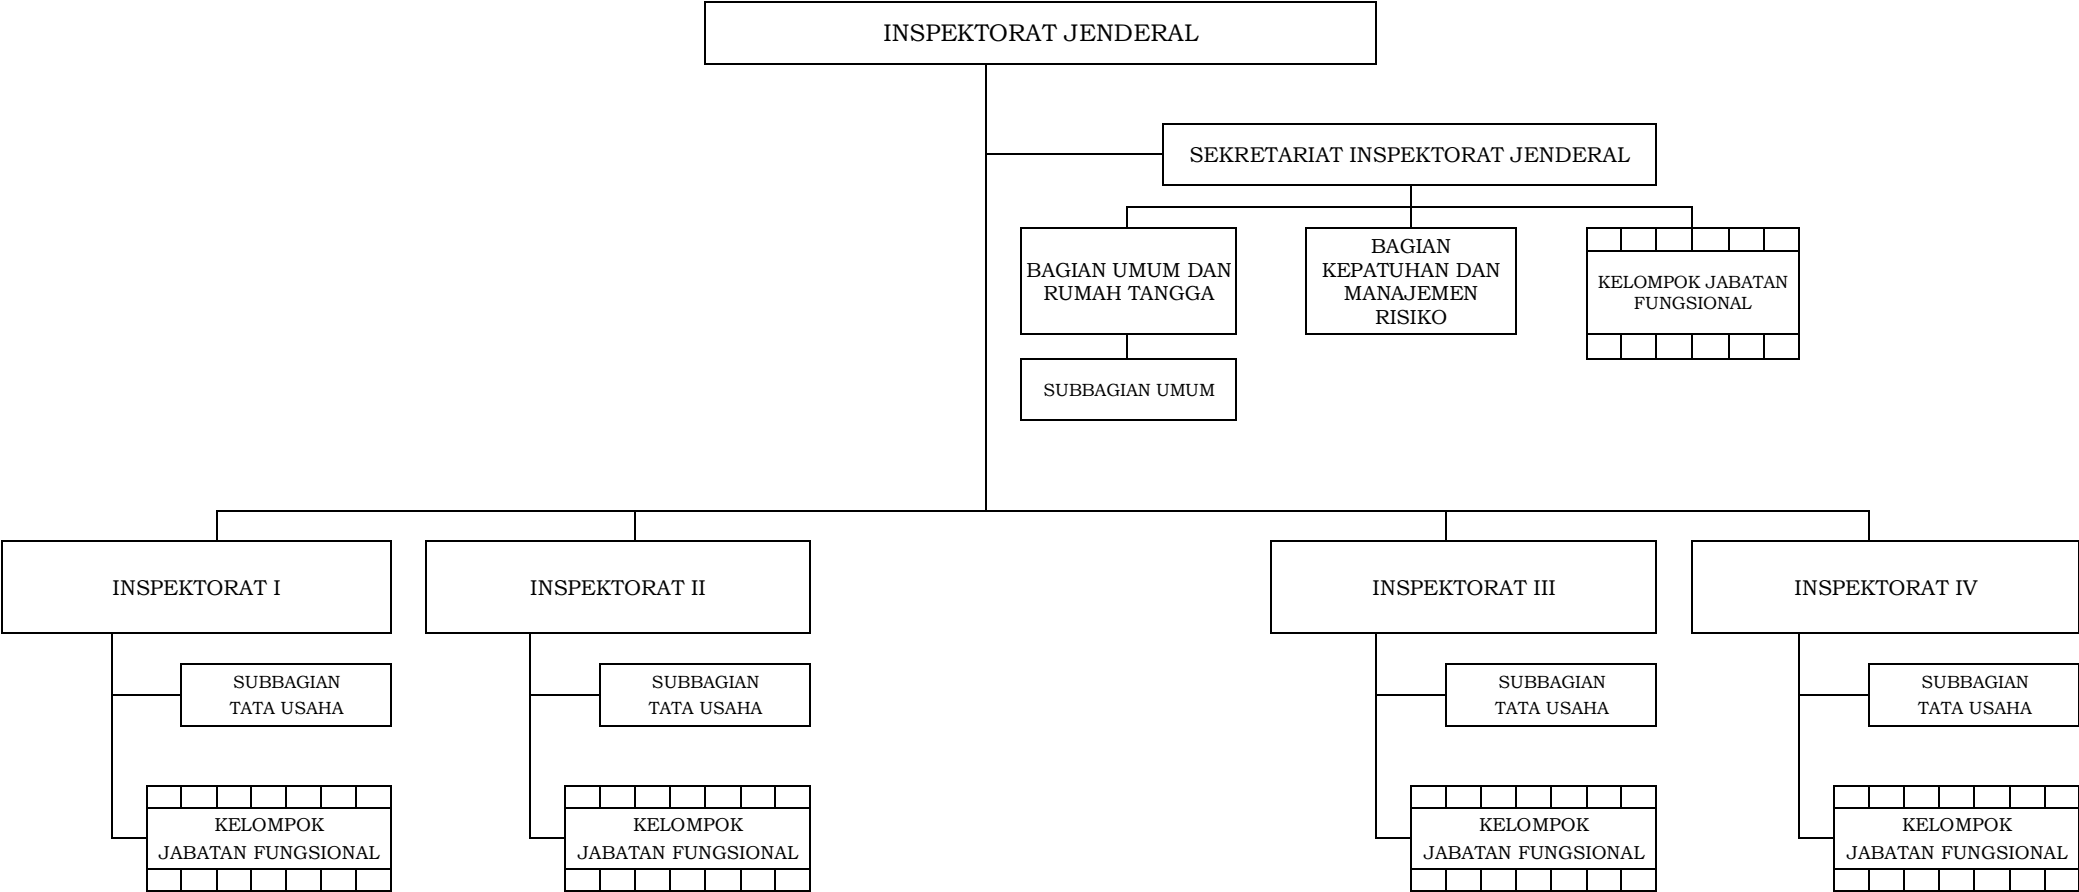 INSPEKTORAT JENDERAL
SEKRETARIAT INSPEKTORAT JENDERAL
BAGIAN UMUM DAN
RUMAH TANGGA
BAGIAN
KEPATUHAN DAN
MANAJEMEN
RISIKO
KELOMPOK JABATAN
FUNGSIONAL
SUBBAGIAN UMUM
INSPEKTORAT I
INSPEKTORAT II
INSPEKTORAT III
INSPEKTORAT IV
SUBBAGIAN
TATA USAHA
SUBBAGIAN
TATA USAHA
SUBBAGIAN
TATA USAHA
SUBBAGIAN
TATA USAHA
KELOMPOK
JABATAN FUNGSIONAL
KELOMPOK
JABATAN FUNGSIONAL
KELOMPOK
JABATAN FUNGSIONAL
KELOMPOK
JABATAN FUNGSIONAL